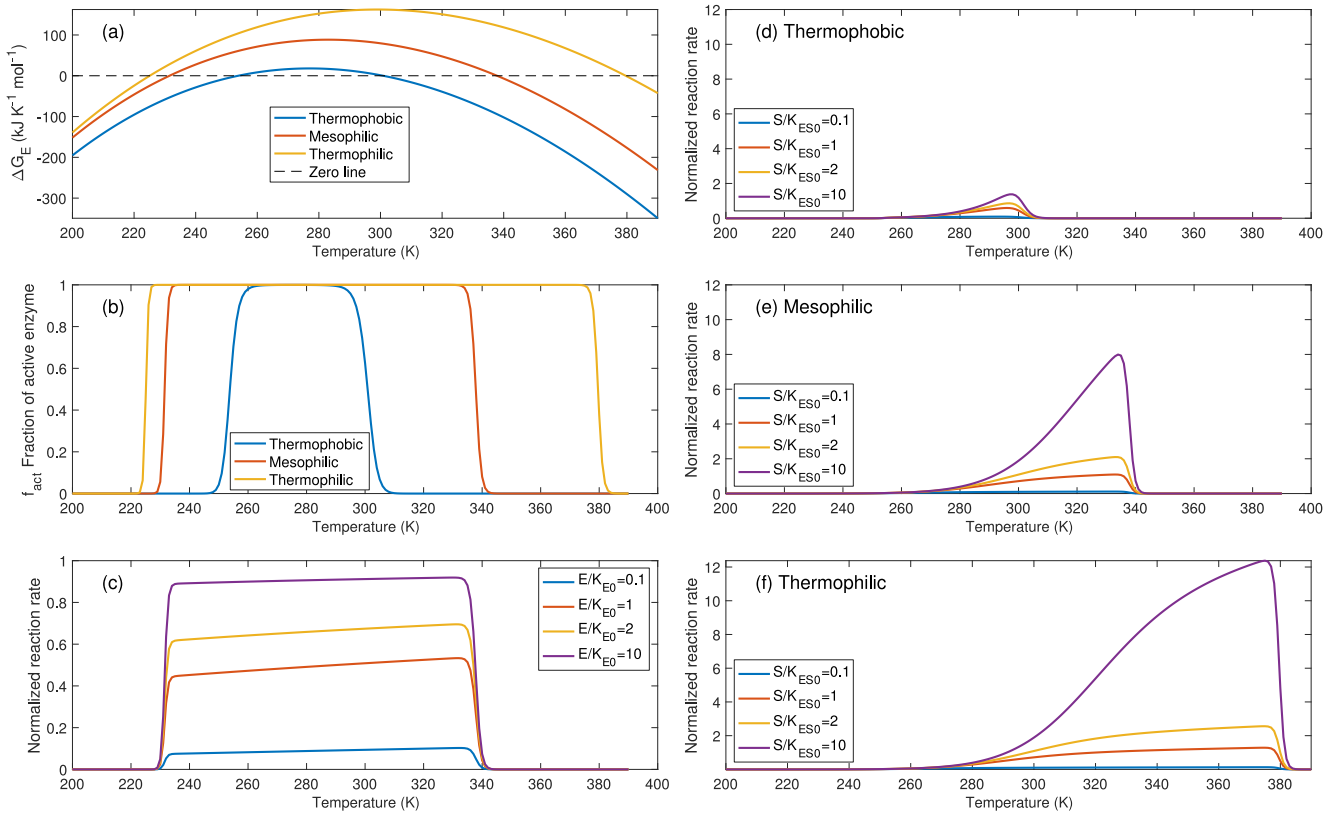 (a)
ΔG_E (kJ K⁻¹ mol⁻¹)
100
0
-100
-200
-300
Thermophobic
Mesophilic
Thermophilic
Zero line
200 220 240 260 280 300 320 340 360 380
Temperature (K)
(b)
f_act Fraction of active enzyme
1
0.8
0.6
0.4
0.2
0
Thermophobic
Mesophilic
Thermophilic
200 220 240 260 280 300 320 340 360 380 400
Temperature (K)
(c)
Normalized reaction rate
1
0.8
0.6
0.4
0.2
0
E/K_E0=0.1
E/K_E0=1
E/K_E0=2
E/K_E0=10
200 220 240 260 280 300 320 340 360 380 400
Temperature (K)
(d) Thermophobic
Normalized reaction rate
12
10
8
6
4
2
0
S/K_ES0=0.1
S/K_ES0=1
S/K_ES0=2
S/K_ES0=10
200 220 240 260 280 300 320 340 360 380 400
Temperature (K)
(e) Mesophilic
Normalized reaction rate
12
10
8
6
4
2
0
S/K_ES0=0.1
S/K_ES0=1
S/K_ES0=2
S/K_ES0=10
200 220 240 260 280 300 320 340 360 380 400
Temperature (K)
(f) Thermophilic
Normalized reaction rate
12
10
8
6
4
2
S/K_ES0=0.1
S/K_ES0=1
S/K_ES0=2
S/K_ES0=10
200 220 240 260 280 300 320 340 360 380
Temperature (K)